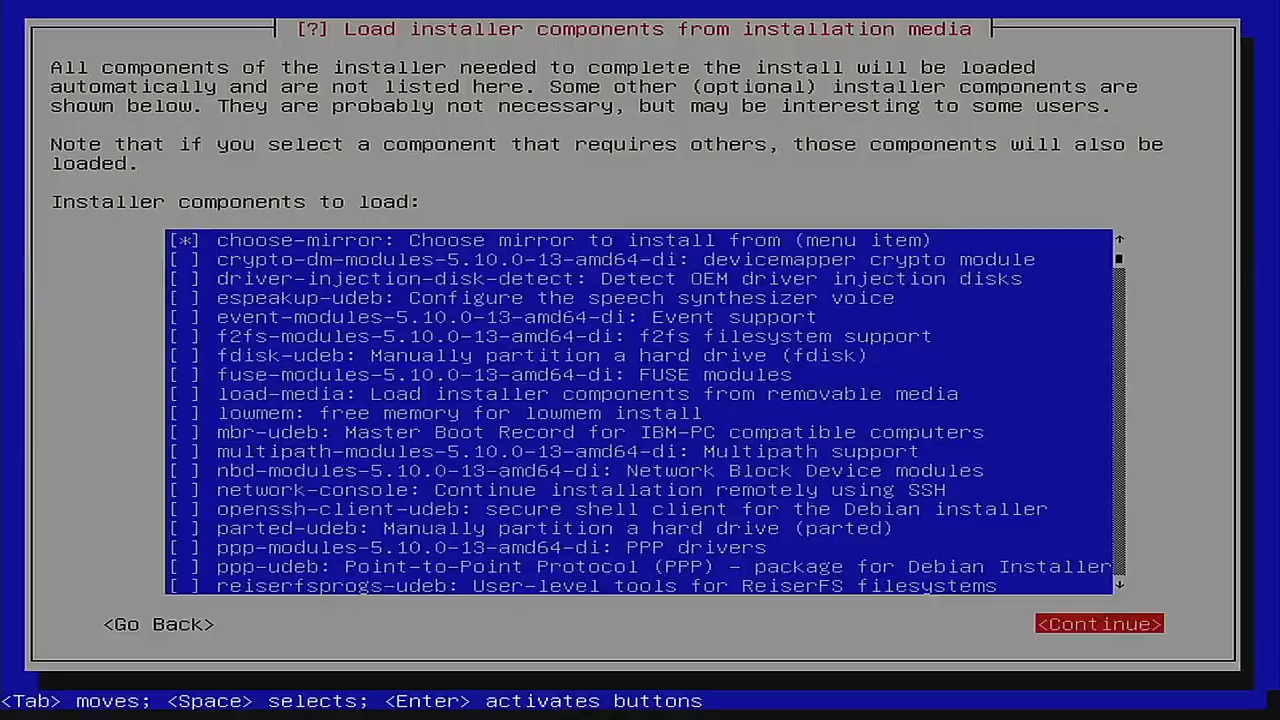 [?] Load installer components from installation media
All components of the installer needed to complete the install will be loaded
automatically and are not listed here. Some other (optional) installer components are
shown below. They are probably not necessary, but may be interesting to some users.
Note that if you select a component that requires others, those components will also be
loaded.
Installer components to load:
[*] choose-mirror: Choose mirror to install from (menu item)
[ ] crypto-dm-modules-5.10.0-13-amd64-di: devicemapper crypto module
[ ] driver-injection-disk-detect: Detect OEM driver injection disks
[ ] espeakup-udeb: Configure the speech synthesizer voice
[ ] event-modules-5.10.0-13-amd64-di: Event support
[ ] f2fs-modules-5.10.0-13-amd64-di: f2fs filesystem support
[ ] fdisk-udeb: Manually partition a hard drive (fdisk)
[ ] fuse-modules-5.10.0-13-amd64-di: FUSE modules
[ ] load-media: Load installer components from removable media
[ ] lowmem: free memory for lowmem install
[ ] mbr-udeb: Master Boot Record for IBM-PC compatible computers
[ ] multipath-modules-5.10.0-13-amd64-di: Multipath support
[ ] nbd-modules-5.10.0-13-amd64-di: Network Block Device modules
[ ] network-console: Continue installation remotely using SSH
[ ] openssh-client-udeb: secure shell client for the Debian installer
[ ] parted-udeb: Manually partition a hard drive (parted)
[ ] ppp-modules-5.10.0-13-amd64-di: PPP drivers
[ ] ppp-udeb: Point-to-Point Protocol (PPP) - package for Debian Installer
[ ] reiserfsprogs-udeb: User-level tools for ReiserFS filesystems
<Go Back> <Continue>
<Tab> moves; <Space> selects; <Enter> activates buttons